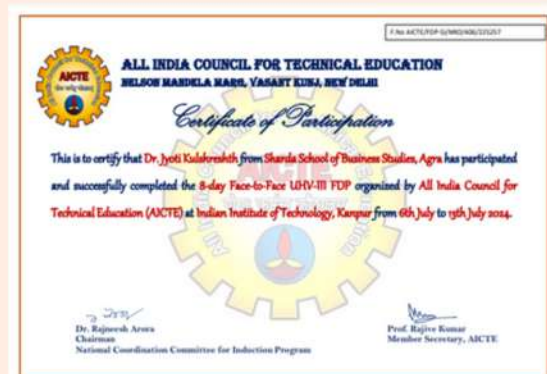 ALL INDIA COUNCIL FOR TECHNICAL EDUCATION
NELSON MANDELA MARG, VASANT KUNJ, NEW DELHI
AICTE
Certificate of Participation
This is to certify that Dr. Jyoti Kulshreshth from Sharda School of Business Studies, Agra has participated
and successfully completed the 8-day Face-to-Face UHV-III FDP organized by All India Council for
Technical Education (AICTE) at Indian Institute of Technology, Kanpur from 6th July to 13th July 2024.
Dr. Rajneesh Arora
Chairman
National Coordination Committee for Induction Program
Prof. Rajive Kumar
Member Secretary, AICTE